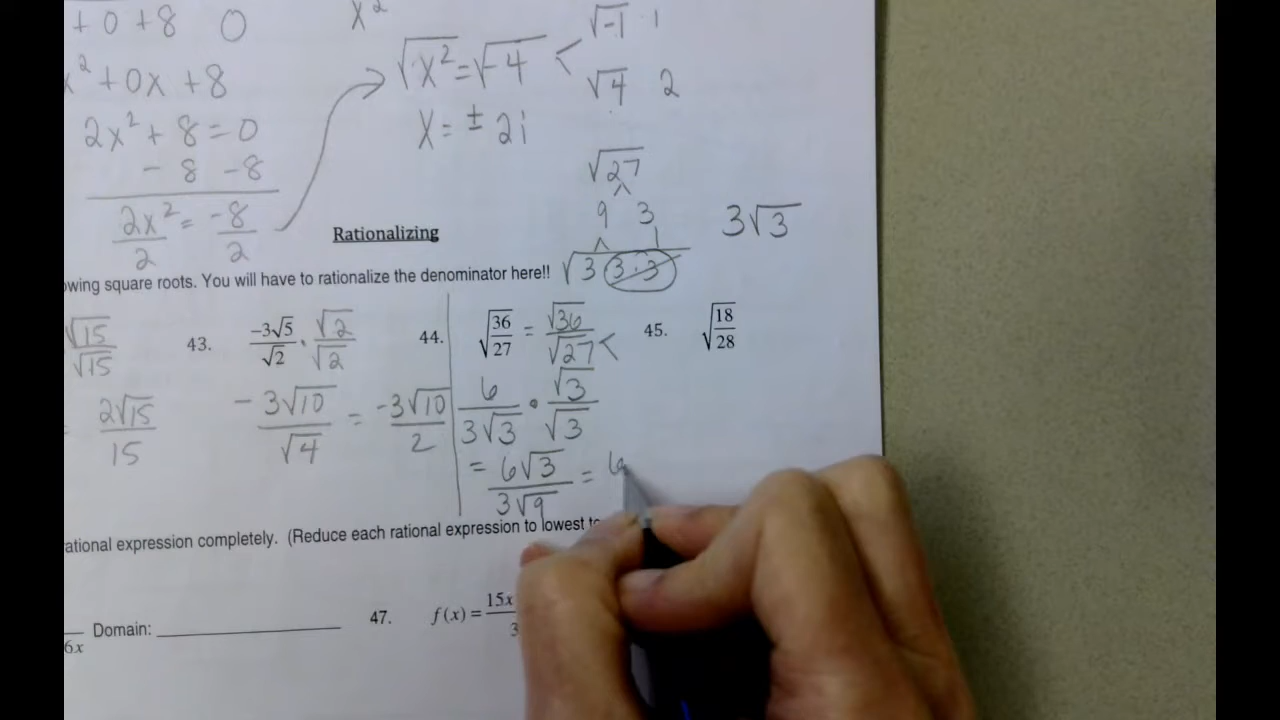 + 0 + 8 0 x²
x² + 0x + 8
2x² + 8 = 0
- 8 -8
2x²/2 = -8/2
√x² = √-4 < √-1 i
√4 2
x = ± 2i
√27
9 3
√3 3·3
3√3
Rationalizing
owing square roots. You will have to rationalize the denominator here!!
√15/√15
= 2√15/15
43. -3√5/√2 · √2/√2
-3√10/√4 = -3√10/2
44. √36/27 = √36/√27 <
6/3√3 · √3/√3
= 6√3/3√9 = 6
45. √18/28
ational expression completely. (Reduce each rational expression to lowest te
6x Domain:
47. f(x) = 15x/3